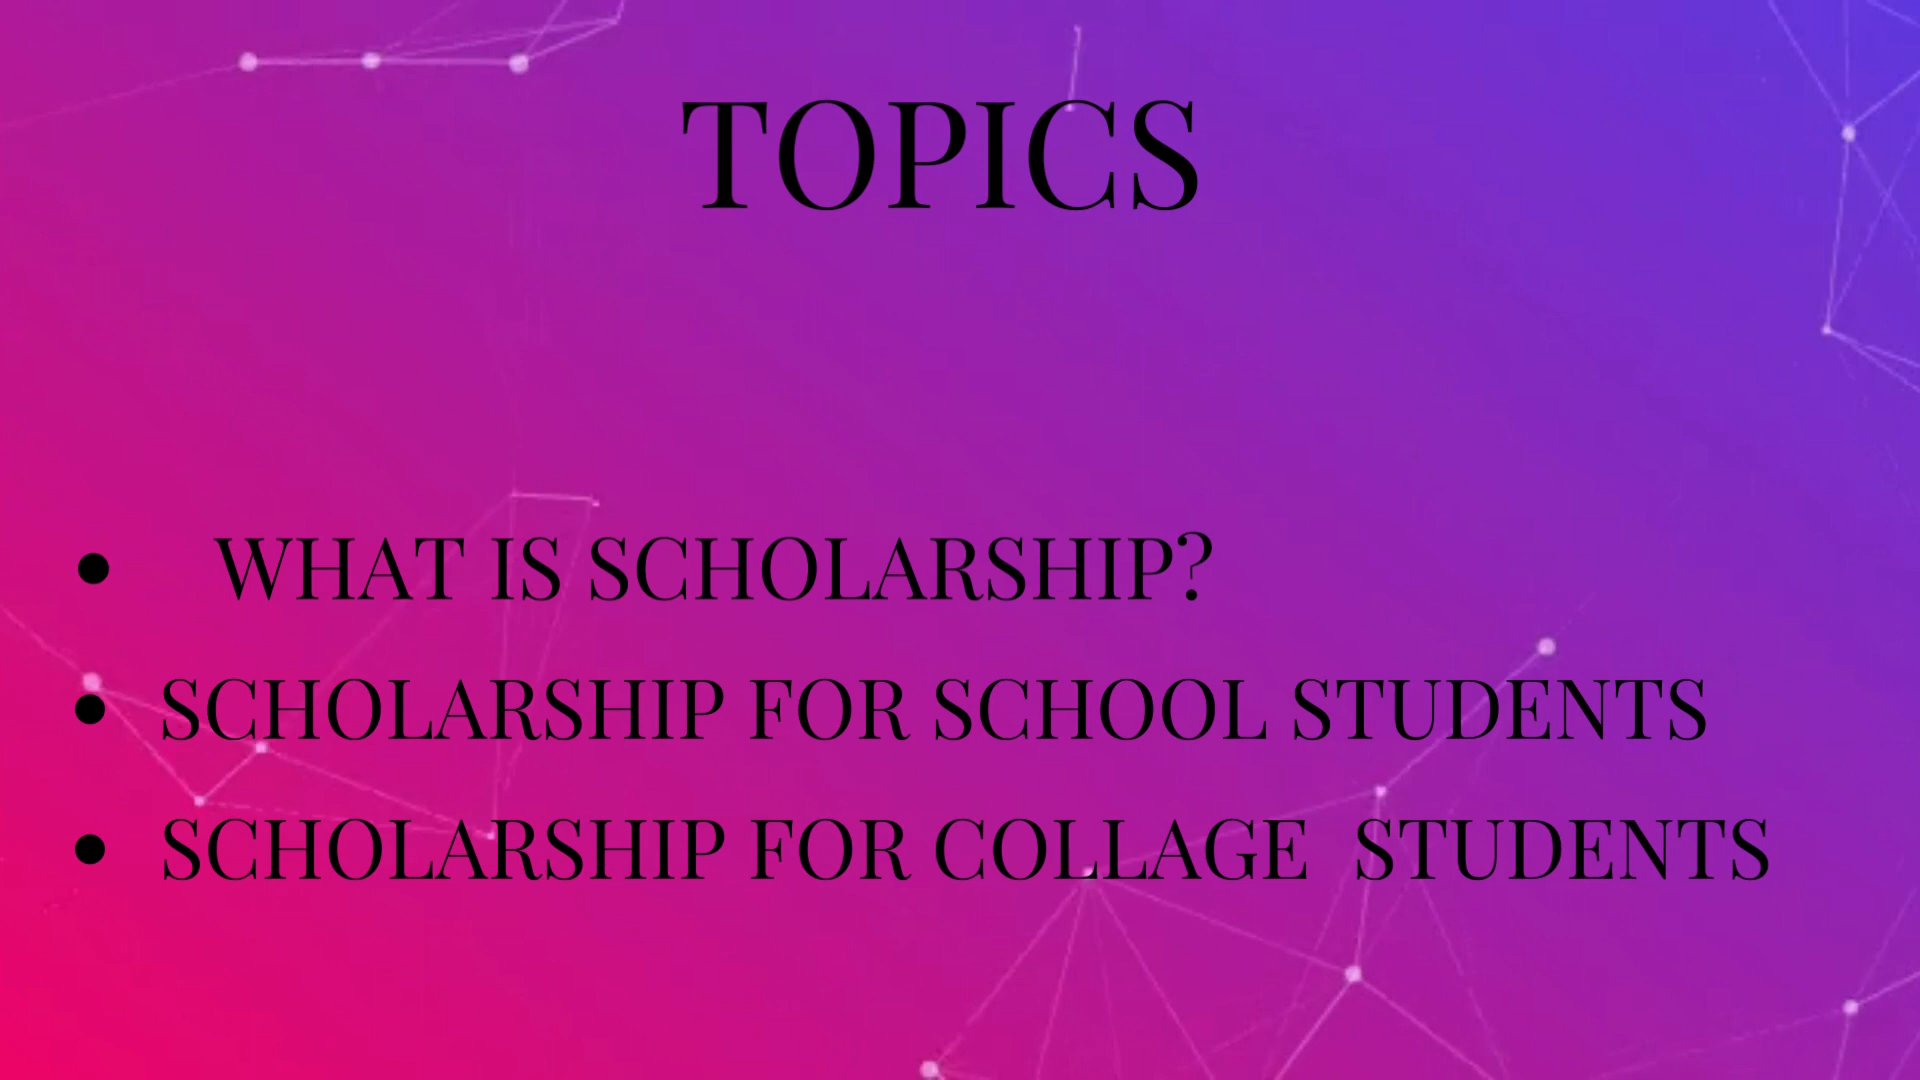 TOPICS
• WHAT IS SCHOLARSHIP?
• SCHOLARSHIP FOR SCHOOL STUDENTS
• SCHOLARSHIP FOR COLLAGE  STUDENTS